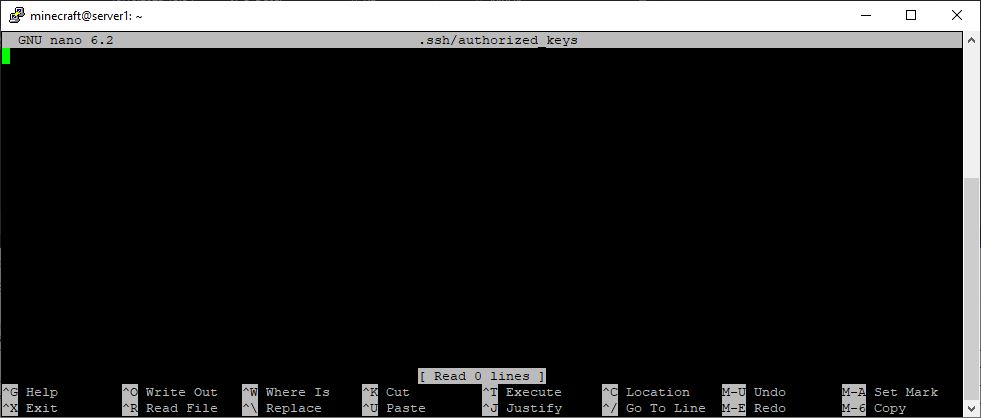 minecraft@server1: ~
GNU nano 6.2 .ssh/authorized_keys
[ Read 0 lines ]
^G Help ^O Write Out ^W Where Is ^K Cut ^T Execute ^C Location M-U Undo M-A Set Mark
^X Exit ^R Read File ^\ Replace ^U Paste ^J Justify ^/ Go To Line M-E Redo M-6 Copy